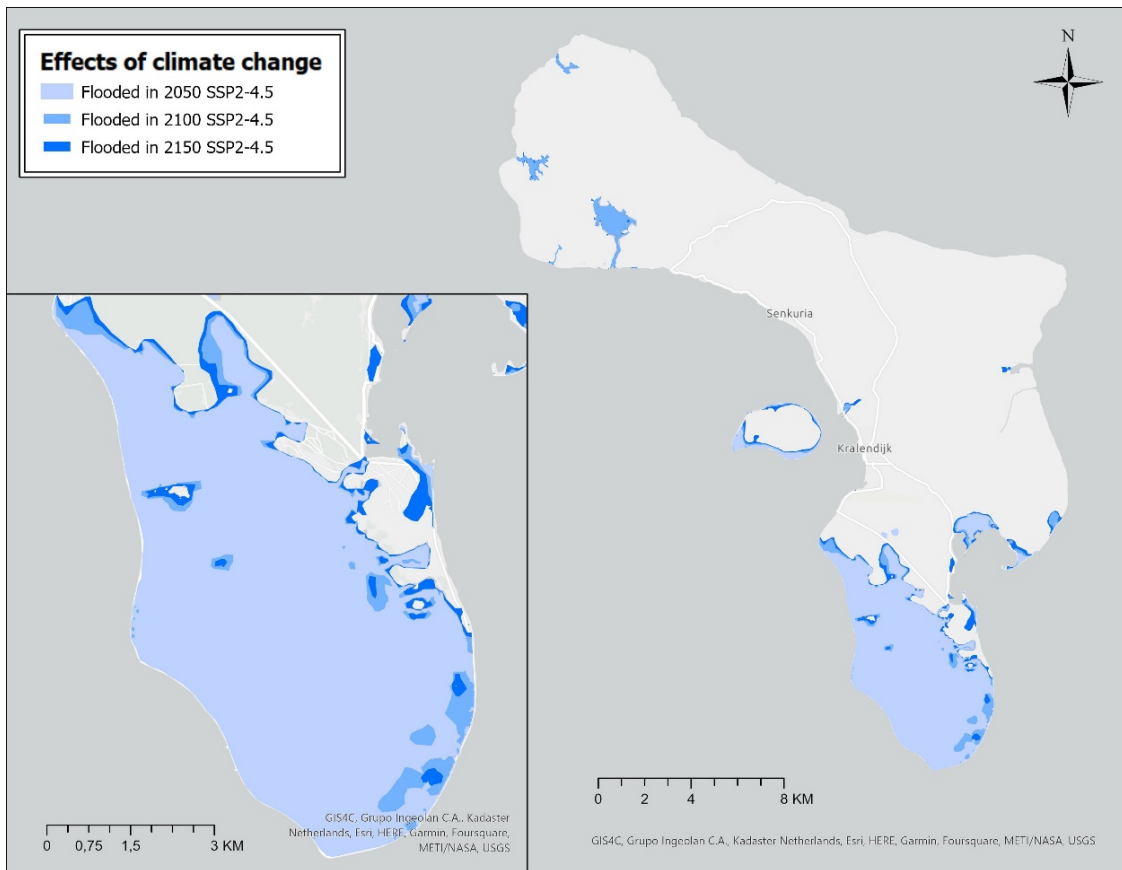 Effects of climate change
Flooded in 2050 SSP2-4.5
Flooded in 2100 SSP2-4.5
Flooded in 2150 SSP2-4.5
N
Senkuria
Kralendijk
0 2 4 8 KM
GIS4C, Grupo Ingeolan C.A., Kadaster Netherlands, Esri, HERE, Garmin, Foursquare, METI/NASA, USGS
0 0,75 1,5 3 KM
GIS4C, Grupo Ingeolan C.A., Kadaster
Netherlands, Esri, HERE, Garmin, Foursquare,
METI/NASA, USGS